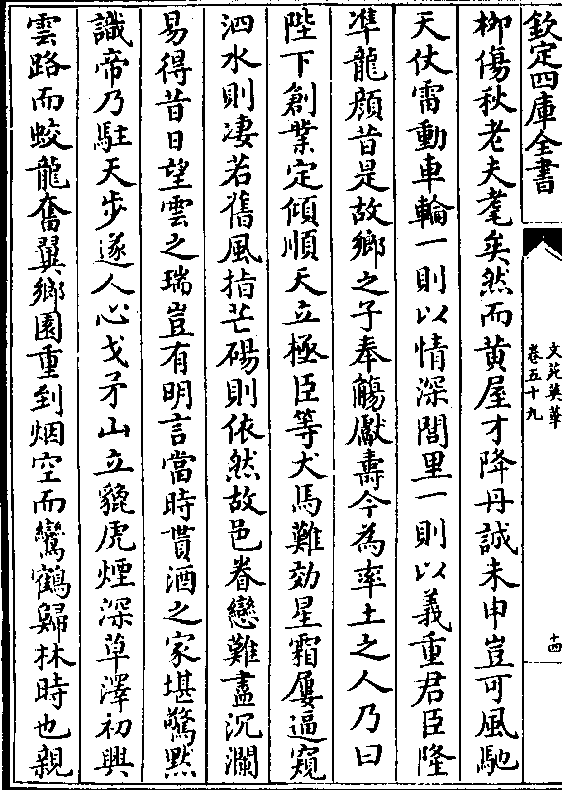 欽定四庫全書
文苑英華
卷五十九
十四
栁傷秋老夫耄矣然而黄屋才降丹誠未申豈可風馳
天仗雷動車輪一則以情深閭里一則以義重君臣隆
凖龍顔昔是故鄉之子奉觴獻壽今為率土之人乃曰
陛下創業定傾順天立極臣等犬馬難効星霜屢逼窺
泗水則凄若舊風指芒碭則依然故邑眷戀難盡沉瀾
易得昔日望雲之瑞豈有明言當時貰酒之家堪驚黙
識帝乃駐天步遂人心戈矛山立貔虎煙深草澤初興
雲路而蛟龍奮翼鄉園重到烟空而鸞鶴歸林時也親